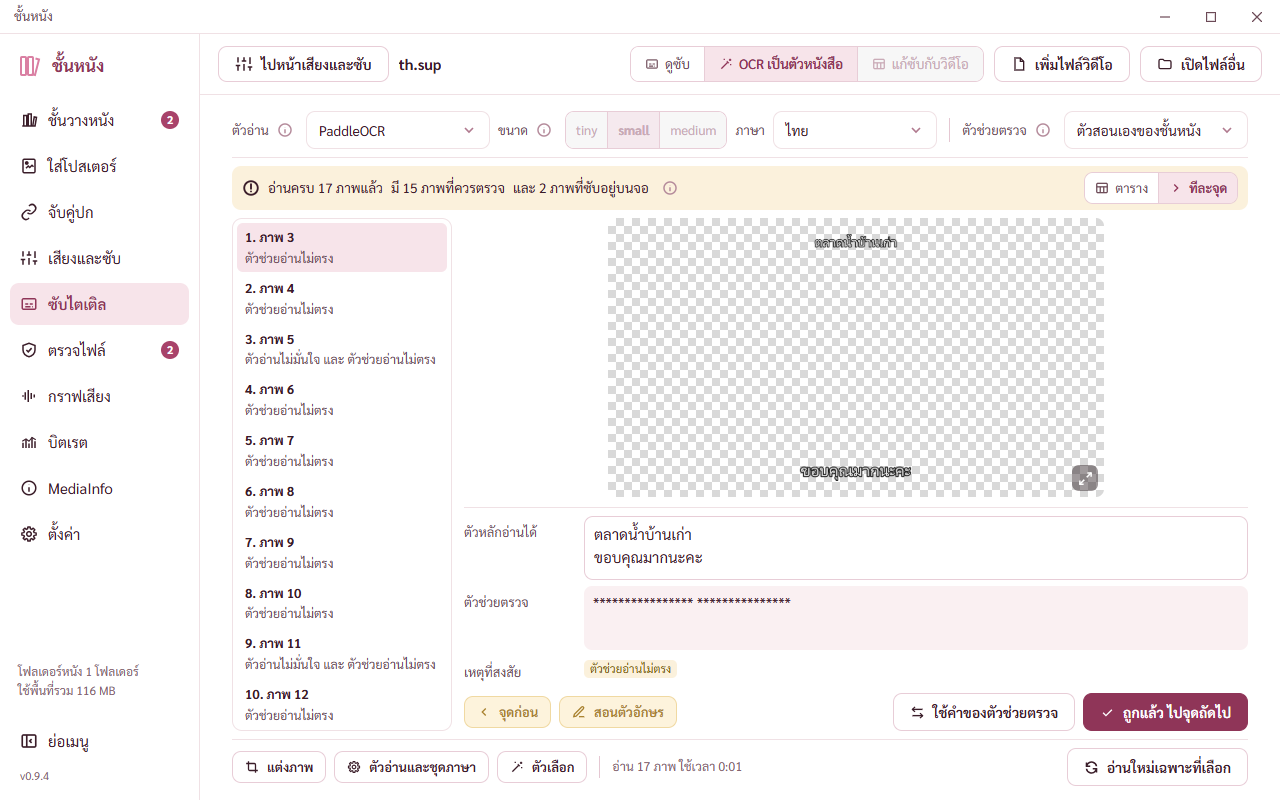 ชั้นหนัง
ชั้นหนัง
ชั้นวางหนัง 2
ใส่โปสเตอร์
จับคู่ปก
เสียงและซับ
ซับไตเติล
ตรวจไฟล์ 2
กราฟเสียง
บิตเรต
MediaInfo
ตั้งค่า
โฟลเดอร์หนัง 1 โฟลเดอร์
ใช้พื้นที่รวม 116 MB
ย่อเมนู
v0.9.4
ไปหน้าเสียงและซับ th.sup ดูซับ OCR เป็นตัวหนังสือ แก้ซับกับวิดีโอ เพิ่มไฟล์วิดีโอ เปิดไฟล์อื่น
ตัวอ่าน PaddleOCR ขนาด tiny small medium ภาษา ไทย ตัวช่วยตรวจ ตัวสอนเองของชั้นหนัง
อ่านครบ 17 ภาพแล้ว มี 15 ภาพที่ควรตรวจ และ 2 ภาพที่ซับอยู่บนจอ ตาราง ทีละจุด
1. ภาพ 3
ตัวช่วยอ่านไม่ตรง
2. ภาพ 4
ตัวช่วยอ่านไม่ตรง
3. ภาพ 5
ตัวอ่านไม่มั่นใจ และ ตัวช่วยอ่านไม่ตรง
4. ภาพ 6
ตัวช่วยอ่านไม่ตรง
5. ภาพ 7
ตัวช่วยอ่านไม่ตรง
6. ภาพ 8
ตัวช่วยอ่านไม่ตรง
7. ภาพ 9
ตัวช่วยอ่านไม่ตรง
8. ภาพ 10
ตัวช่วยอ่านไม่ตรง
9. ภาพ 11
ตัวอ่านไม่มั่นใจ และ ตัวช่วยอ่านไม่ตรง
10. ภาพ 12
ตัวช่วยอ่านไม่ตรง
ตลาดน้ำบ้านเก่า
ขอบคุณมากนะคะ
ตัวหลักอ่านได้
ตลาดน้ำบ้านเก่า
ขอบคุณมากนะคะ
ตัวช่วยตรวจ
**************** ***************
เหตุที่สงสัย ตัวช่วยอ่านไม่ตรง
จุดก่อน สอนตัวอักษร ใช้คำของตัวช่วยตรวจ ถูกแล้ว ไปจุดถัดไป
แต่งภาพ ตัวอ่านและชุดภาษา ตัวเลือก อ่าน 17 ภาพ ใช้เวลา 0:01 อ่านใหม่เฉพาะที่เลือก